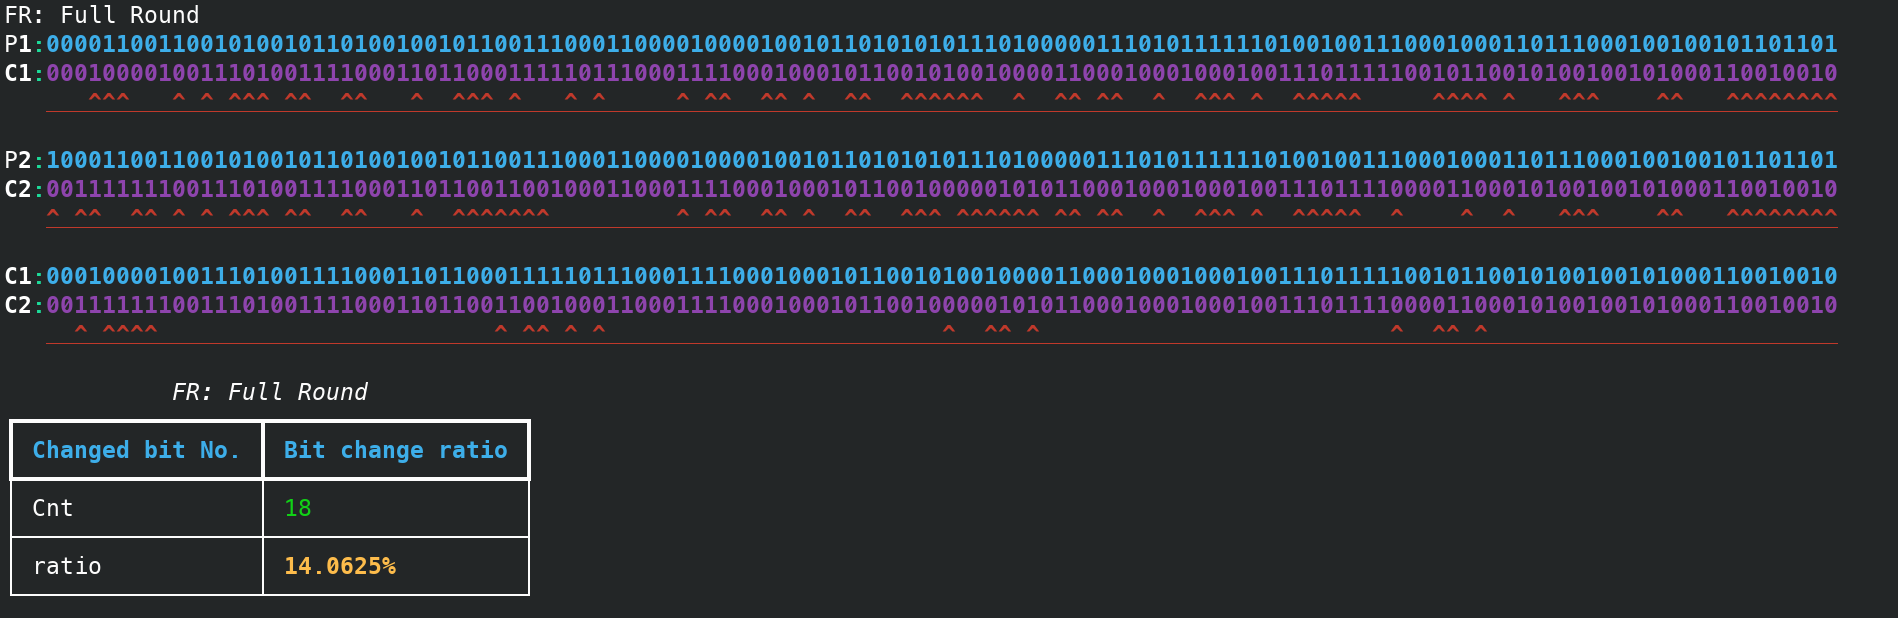 FR: Full Round
P1:00001100110010100101101001001011001110001100001000010010110101010111010000011101011111101001001110001000110111000100100101101101
C1:00010000100111010011110001101100011111011100011110001000101100101001000011000100010001001110111110010110010100100101000110010010
^^^   ^ ^ ^^^ ^^  ^^   ^  ^^^ ^   ^ ^     ^ ^^  ^^ ^  ^^  ^^^^^^  ^  ^^ ^^  ^  ^^^ ^  ^^^^^     ^^^^ ^   ^^^    ^^   ^^^^^^^^
P2:10001100110010100101101001001011001110001100001000010010110101010111010000011101011111101001001110001000110111000100100101101101
C2:00111111100111010011110001101100110010001100011110001000101100100000101011000100010001001110111100001100010100100101000110010010
^ ^^  ^^ ^ ^ ^^^ ^^  ^^   ^  ^^^^^^^         ^ ^^  ^^ ^  ^^  ^^^ ^^^^^^ ^^ ^^  ^  ^^^ ^  ^^^^^  ^    ^  ^   ^^^    ^^   ^^^^^^^^
C1:00010000100111010011110001101100011111011100011110001000101100101001000011000100010001001110111110010110010100100101000110010010
C2:00111111100111010011110001101100110010001100011110001000101100100000101011000100010001001110111100001100010100100101000110010010
^ ^^^^                        ^ ^^ ^ ^                        ^  ^^ ^                         ^  ^^ ^
FR: Full Round
Changed bit No. Bit change ratio
Cnt 18
ratio 14.0625%